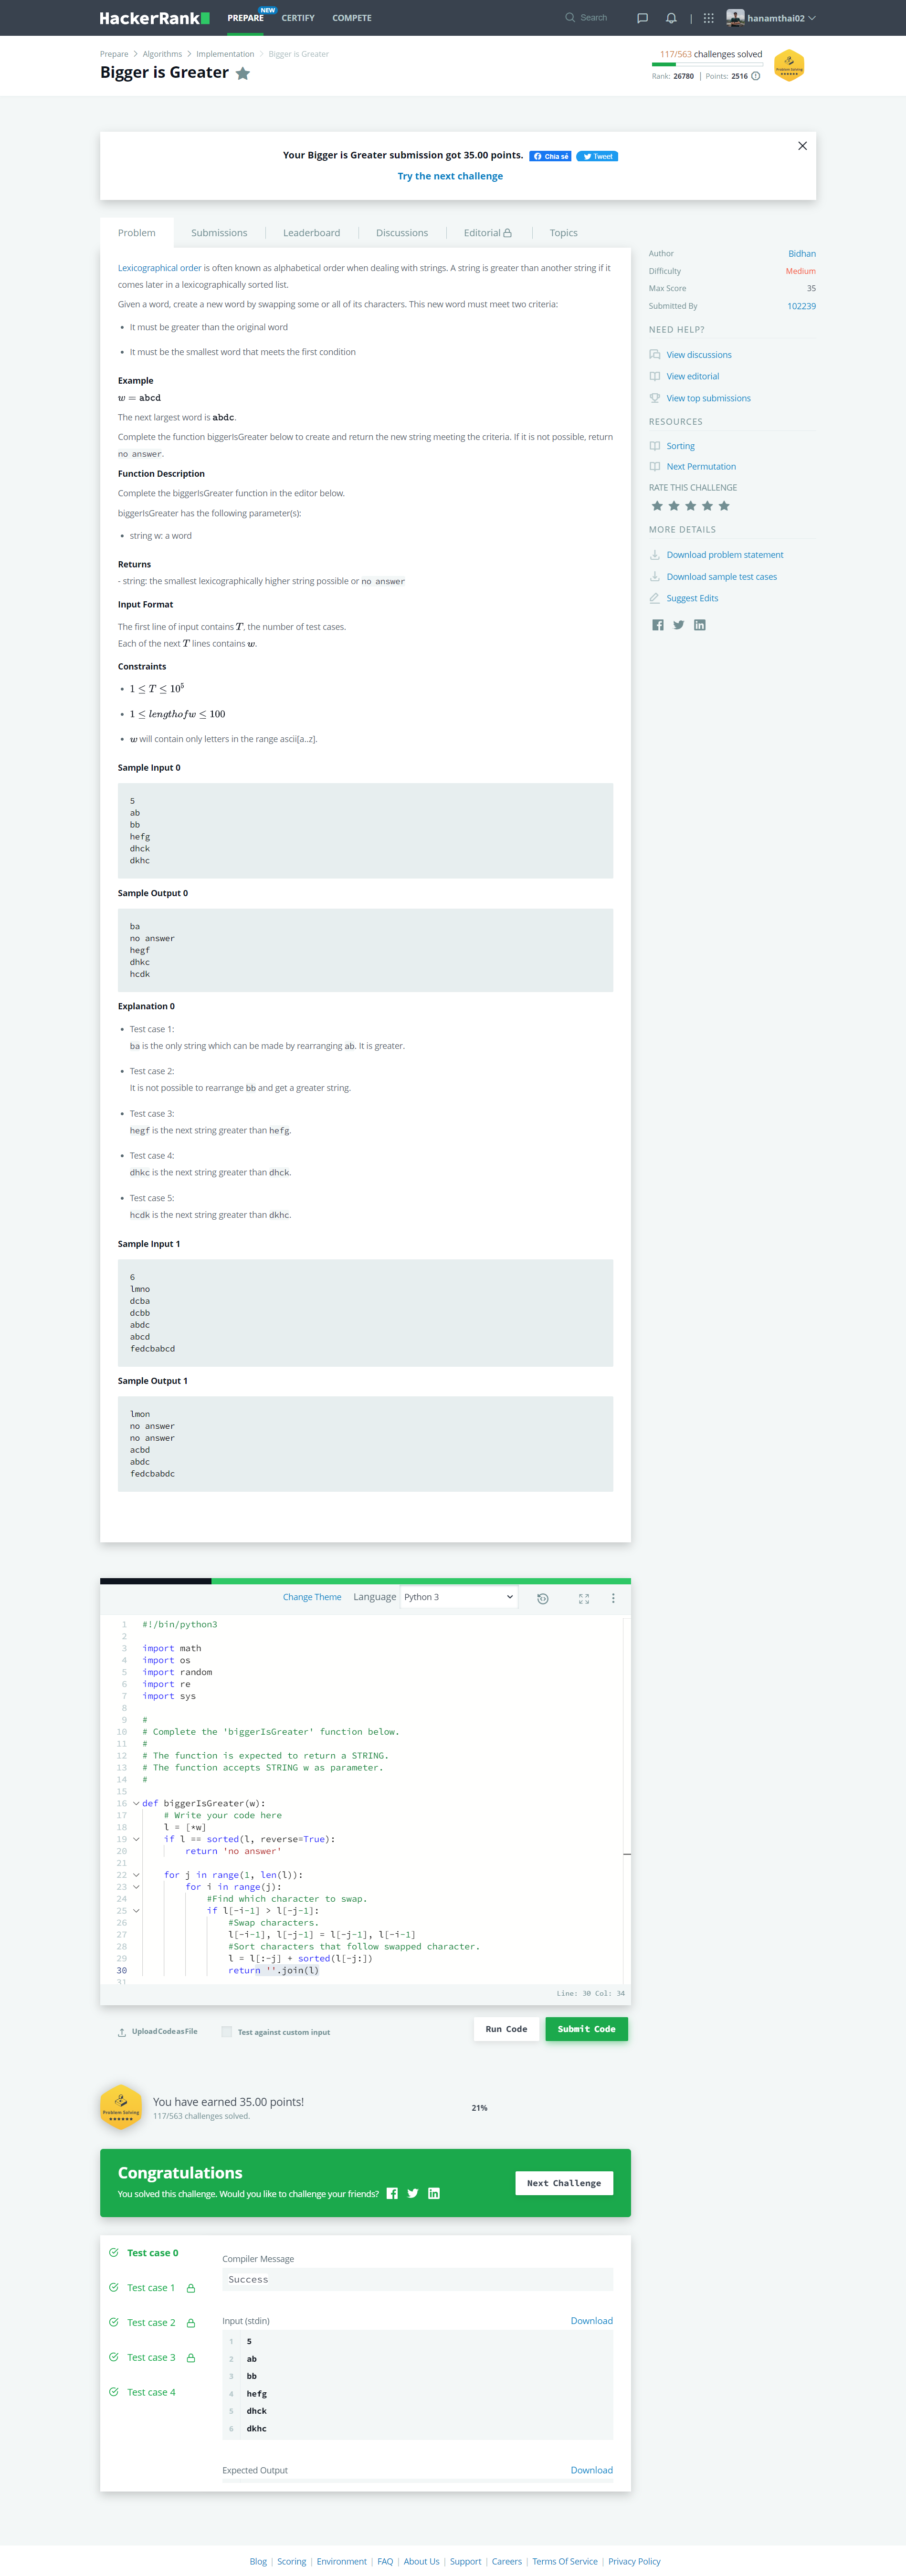 HackerRank
PREPARE NEW
CERTIFY
COMPETE
Search
hanamthai02
Prepare > Algorithms > Implementation > Bigger is Greater
Bigger is Greater
117/563 challenges solved
Rank: 26780 | Points: 2516
Problem Solving
Your Bigger is Greater submission got 35.00 points. Chia sẻ Tweet
Try the next challenge
Problem
Submissions
Leaderboard
Discussions
Editorial
Topics
Lexicographical order is often known as alphabetical order when dealing with strings. A string is greater than another string if it
comes later in a lexicographically sorted list.
Given a word, create a new word by swapping some or all of its characters. This new word must meet two criteria:
• It must be greater than the original word
• It must be the smallest word that meets the first condition
Example
w = abcd
The next largest word is abdc.
Complete the function biggerIsGreater below to create and return the new string meeting the criteria. If it is not possible, return
no answer.
Function Description
Complete the biggerIsGreater function in the editor below.
biggerIsGreater has the following parameter(s):
• string w: a word
Returns
- string: the smallest lexicographically higher string possible or no answer
Input Format
The first line of input contains T, the number of test cases.
Each of the next T lines contains w.
Constraints
• 1 ≤ T ≤ 10⁵
• 1 ≤ lengthofw ≤ 100
• w will contain only letters in the range ascii[a..z].
Sample Input 0
5
ab
bb
hefg
dhck
dkhc
Sample Output 0
ba
no answer
hegf
dhkc
hcdk
Explanation 0
• Test case 1:
ba is the only string which can be made by rearranging ab. It is greater.
• Test case 2:
It is not possible to rearrange bb and get a greater string.
• Test case 3:
hegf is the next string greater than hefg.
• Test case 4:
dhkc is the next string greater than dhck.
• Test case 5:
hcdk is the next string greater than dkhc.
Sample Input 1
6
lmno
dcba
dcbb
abdc
abcd
fedcbabcd
Sample Output 1
lmon
no answer
no answer
acbd
abdc
fedcbabdc
Author Bidhan
Difficulty Medium
Max Score 35
Submitted By 102239
NEED HELP?
View discussions
View editorial
View top submissions
RESOURCES
Sorting
Next Permutation
RATE THIS CHALLENGE
MORE DETAILS
Download problem statement
Download sample test cases
Suggest Edits
Change Theme Language Python 3
1 #!/bin/python3
2
3 import math
4 import os
5 import random
6 import re
7 import sys
8
9 #
10 # Complete the 'biggerIsGreater' function below.
11 #
12 # The function is expected to return a STRING.
13 # The function accepts STRING w as parameter.
14 #
15
16 def biggerIsGreater(w):
17 # Write your code here
18 l = [*w]
19 if l == sorted(l, reverse=True):
20 return 'no answer'
21
22 for j in range(1, len(l)):
23 for i in range(j):
24 #Find which character to swap.
25 if l[-i-1] > l[-j-1]:
26 #Swap characters.
27 l[-i-1], l[-j-1] = l[-j-1], l[-i-1]
28 #Sort characters that follow swapped character.
29 l = l[:-j] + sorted(l[-j:])
30 return ''.join(l)
31
Line: 30 Col: 34
Upload Code as File
Test against custom input
Run Code
Submit Code
Problem Solving
You have earned 35.00 points!
117/563 challenges solved.
21%
Congratulations
You solved this challenge. Would you like to challenge your friends?
Next Challenge
Test case 0
Test case 1
Test case 2
Test case 3
Test case 4
Compiler Message
Success
Input (stdin) Download
1 5
2 ab
3 bb
4 hefg
5 dhck
6 dkhc
Expected Output Download
Blog | Scoring | Environment | FAQ | About Us | Support | Careers | Terms Of Service | Privacy Policy